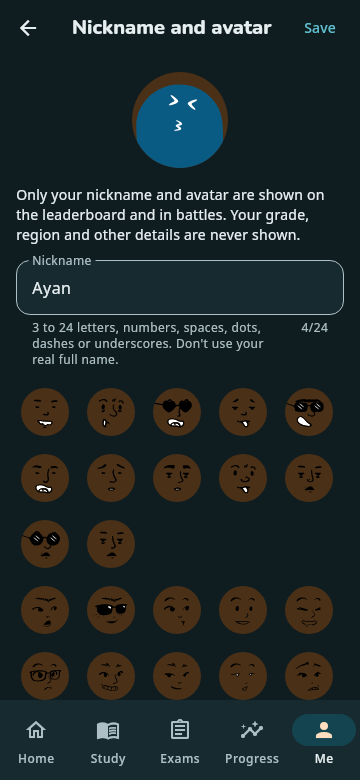 Nickname and avatar
Save
Only your nickname and avatar are shown on
the leaderboard and in battles. Your grade,
region and other details are never shown.
Nickname
Ayan
3 to 24 letters, numbers, spaces, dots,
dashes or underscores. Don't use your
real full name.
4/24
Home
Study
Exams
Progress
Me